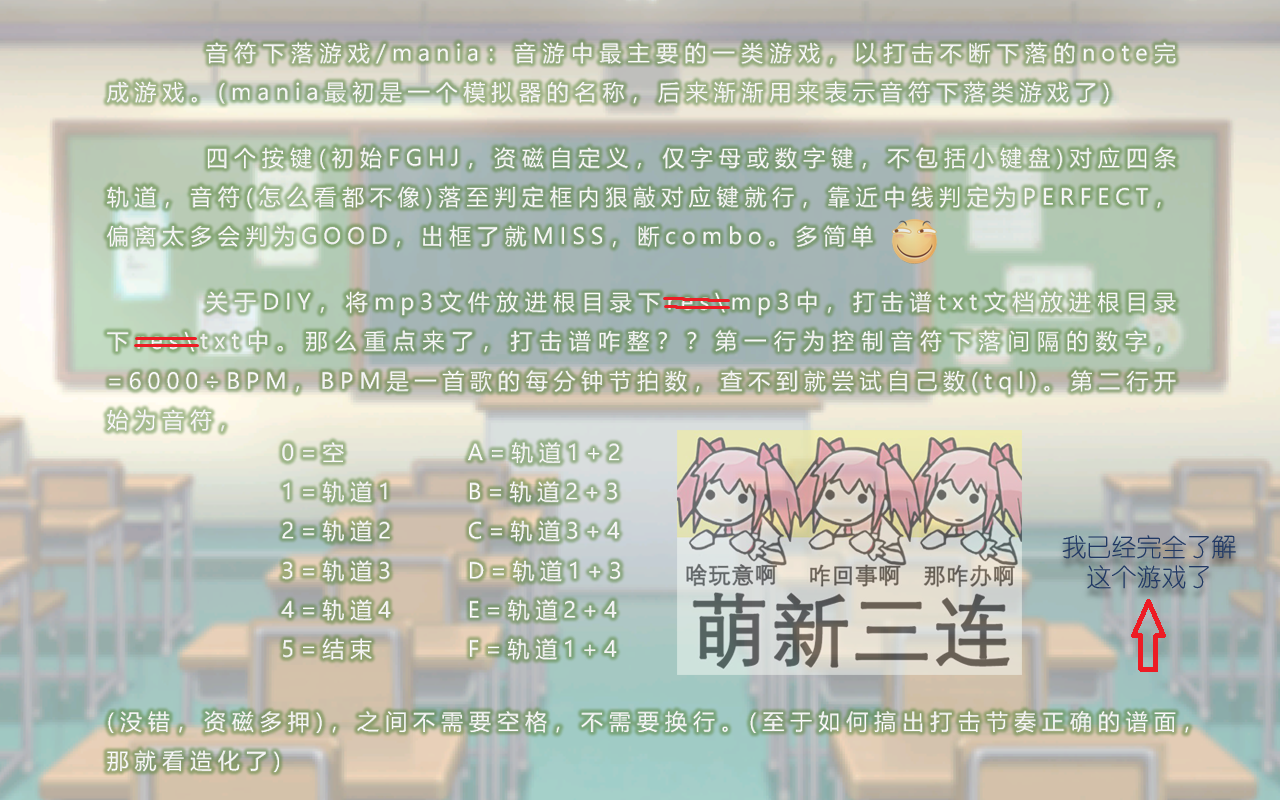 音符下落游戏/mania：音游中最主要的一类游戏，以打击不断下落的note完
成游戏。(mania最初是一个模拟器的名称，后来渐渐用来表示音符下落类游戏了)
四个按键(初始FGHJ，资磁自定义，仅字母或数字键，不包括小键盘)对应四条
轨道，音符(怎么看都不像)落至判定框内狠敲对应键就行，靠近中线判定为PERFECT，
偏离太多会判为GOOD，出框了就MISS，断combo。多简单
关于DIY，将mp3文件放进根目录下res\mp3中，打击谱txt文档放进根目录
下res\txt中。那么重点来了，打击谱咋整？？第一行为控制音符下落间隔的数字，
=6000÷BPM，BPM是一首歌的每分钟节拍数，查不到就尝试自己数(tql)。第二行开
始为音符，
0=空 A=轨道1+2
1=轨道1 B=轨道2+3
2=轨道2 C=轨道3+4
3=轨道3 D=轨道1+3
4=轨道4 E=轨道2+4
5=结束 F=轨道1+4
啥玩意啊 咋回事啊 那咋办啊
萌新三连
我已经完全了解
这个游戏了
(没错，资磁多押)，之间不需要空格，不需要换行。(至于如何搞出打击节奏正确的谱面，
那就看造化了)